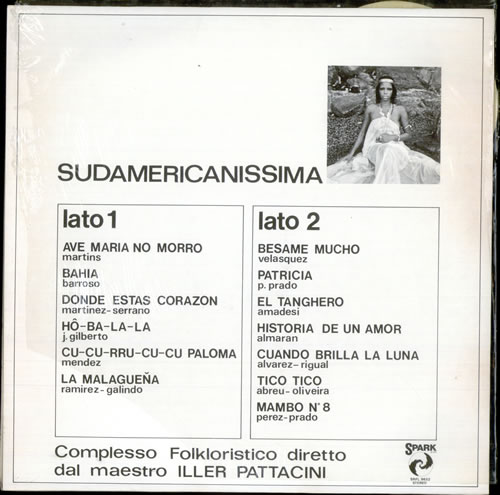 SUDAMERICANISSIMA
lato 1
AVE MARIA NO MORRO
martins
BAHIA
barroso
DONDE ESTAS CORAZON
martinez-serrano
HÔ-BA-LA-LA
j. gilberto
CU-CU-RRU-CU-CU PALOMA
mendez
LA MALAGUEÑA
ramirez-galindo
lato 2
BESAME MUCHO
velasquez
PATRICIA
p. prado
EL TANGHERO
amadesi
HISTORIA DE UN AMOR
almaran
CUANDO BRILLA LA LUNA
alvarez-rigual
TICO TICO
abreu-oliveira
MAMBO N° 8
perez-prado
Complesso Folkloristico diretto
dal maestro ILLER PATTACINI
SPARK